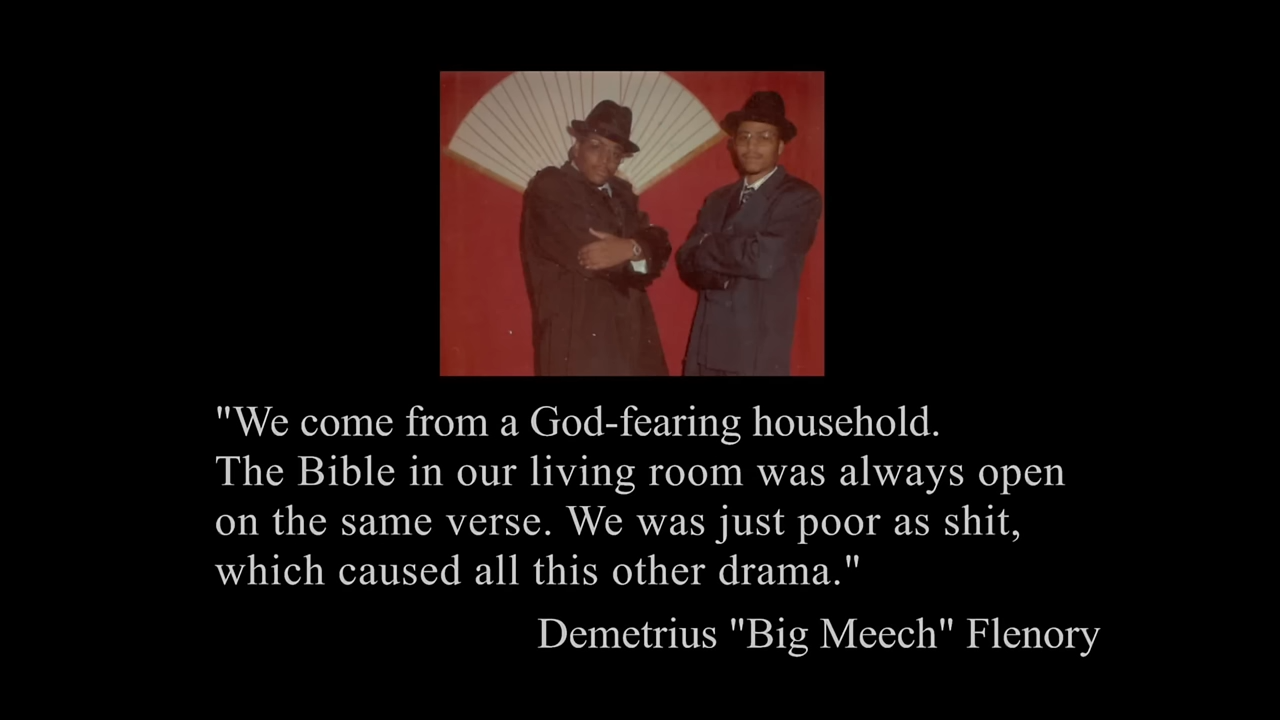 "We come from a God-fearing household.
The Bible in our living room was always open
on the same verse. We was just poor as shit,
which caused all this other drama."
Demetrius "Big Meech" Flenory